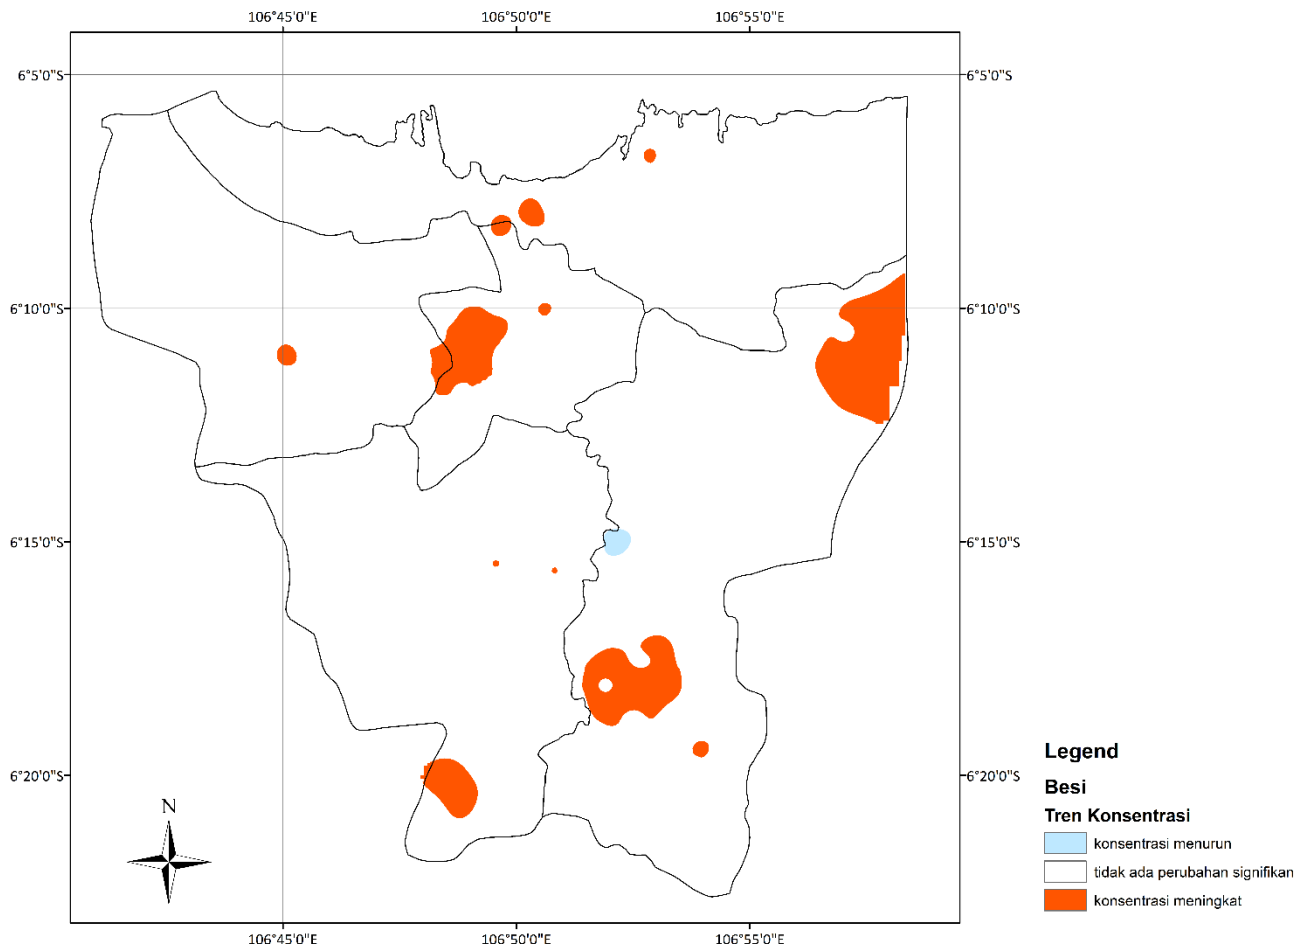 106°45'0"E 106°50'0"E 106°55'0"E
6°5'0"S 6°5'0"S
6°10'0"S 6°10'0"S
6°15'0"S 6°15'0"S
6°20'0"S 6°20'0"S
N
106°45'0"E 106°50'0"E 106°55'0"E
Legend
Besi
Tren Konsentrasi
konsentrasi menurun
tidak ada perubahan signifikan
konsentrasi meningkat